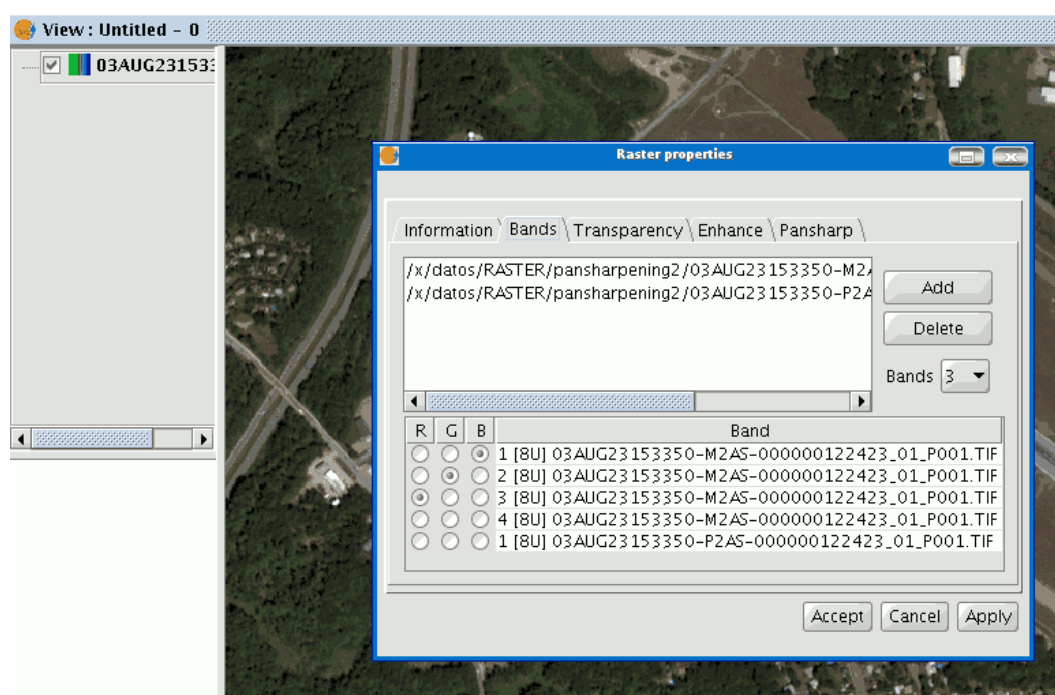 View : Untitled - 0
03AUG23153
Raster properties
Information Bands Transparency Enhance Pansharp
/x/datos/RASTER/pansharpening2/03AUG23153350-M2
/x/datos/RASTER/pansharpening2/03AUG23153350-P2A
Add
Delete
Bands 3
R G B Band
1 [8U] 03AUG23153350-M2AS-000000122423_01_P001.TIF
2 [8U] 03AUG23153350-M2AS-000000122423_01_P001.TIF
3 [8U] 03AUG23153350-M2AS-000000122423_01_P001.TIF
4 [8U] 03AUG23153350-M2AS-000000122423_01_P001.TIF
1 [8U] 03AUG23153350-P2AS-000000122423_01_P001.TIF
Accept Cancel Apply